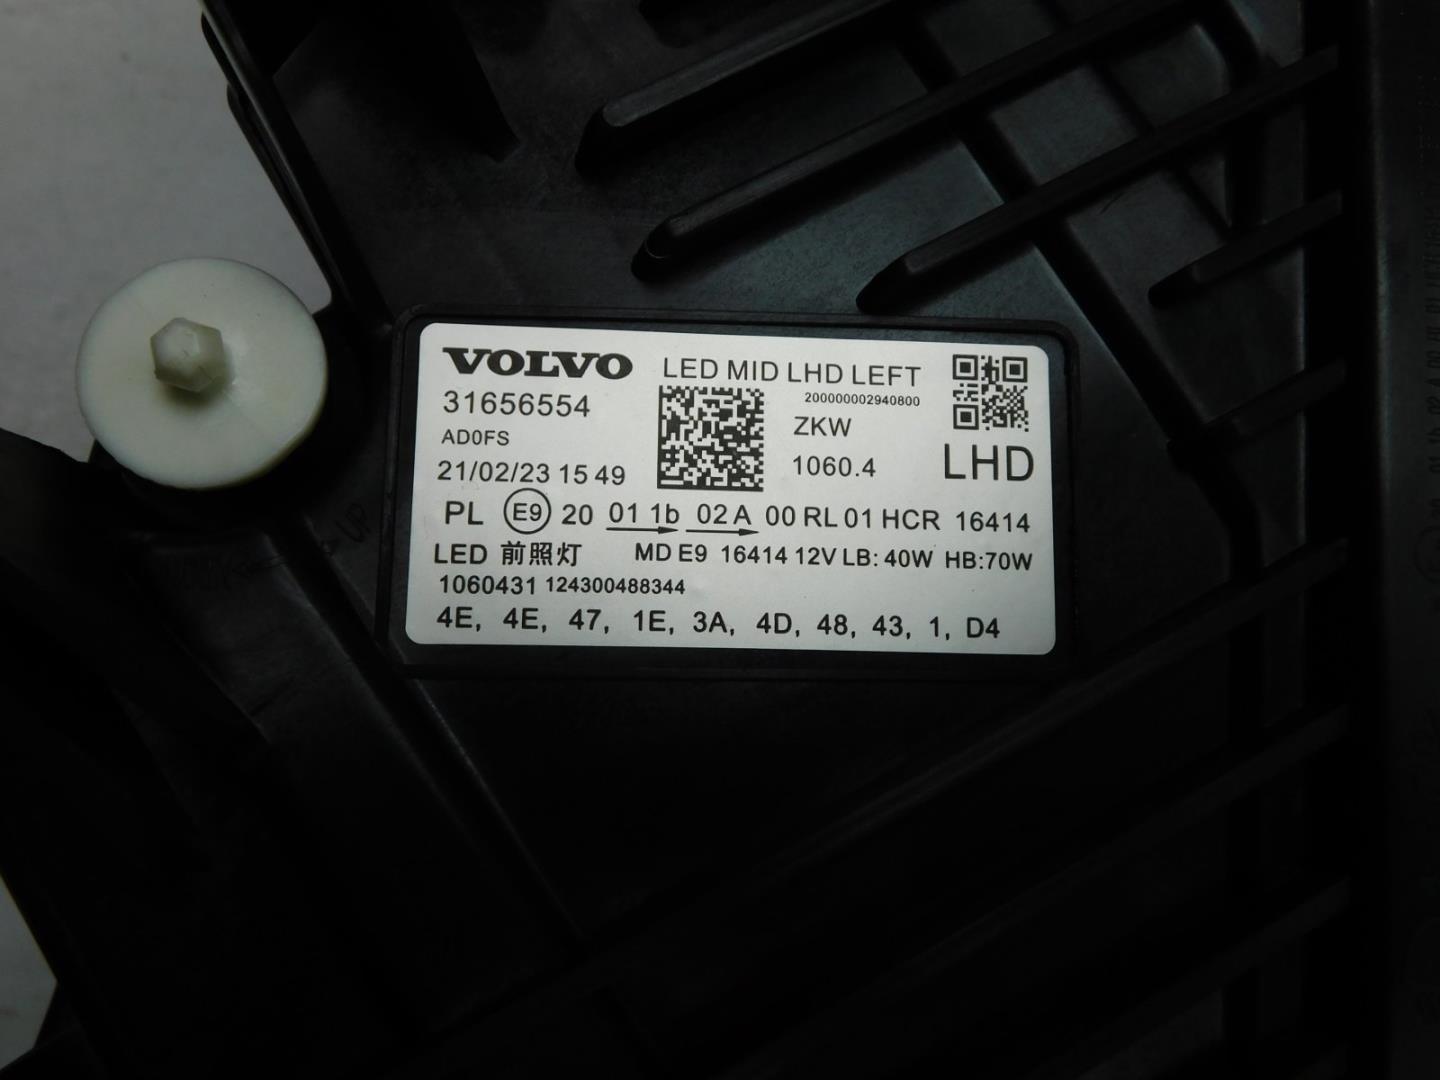 VOLVO LED MID LHD LEFT
31656554 200000002940800
AD0FS ZKW
21/02/23 15 49 1060.4 LHD
PL E9 20 01 1b 02A 00 RL 01 HCR 16414
LED 前照灯 MD E9 16414 12V LB: 40W HB:70W
1060431 124300488344
4E, 4E, 47, 1E, 3A, 4D, 48, 43, 1, D4
UP